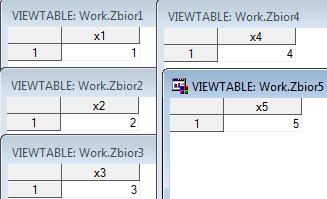 VIEWTABLE: Work.Zbior1
x1
1 1
VIEWTABLE: Work.Zbior2
x2
1 2
VIEWTABLE: Work.Zbior3
x3
1 3
VIEWTABLE: Work.Zbior4
x4
1 4
VIEWTABLE: Work.Zbior5
x5
1 5